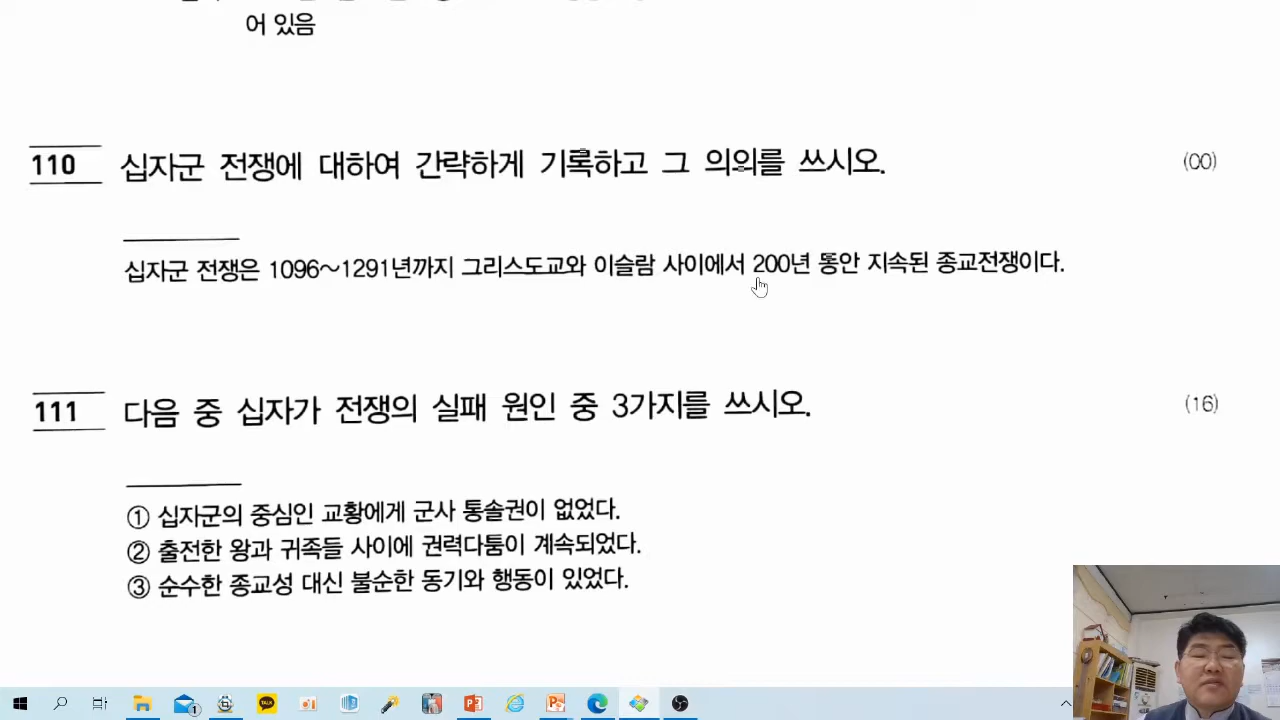 어 있음
110 십자군 전쟁에 대하여 간략하게 기록하고 그 의의를 쓰시오. (00)
십자군 전쟁은 1096~1291년까지 그리스도교와 이슬람 사이에서 200년 동안 지속된 종교전쟁이다.
111 다음 중 십자가 전쟁의 실패 원인 중 3가지를 쓰시오. (16)
① 십자군의 중심인 교황에게 군사 통솔권이 없었다.
② 출전한 왕과 귀족들 사이에 권력다툼이 계속되었다.
③ 순수한 종교성 대신 불순한 동기와 행동이 있었다.